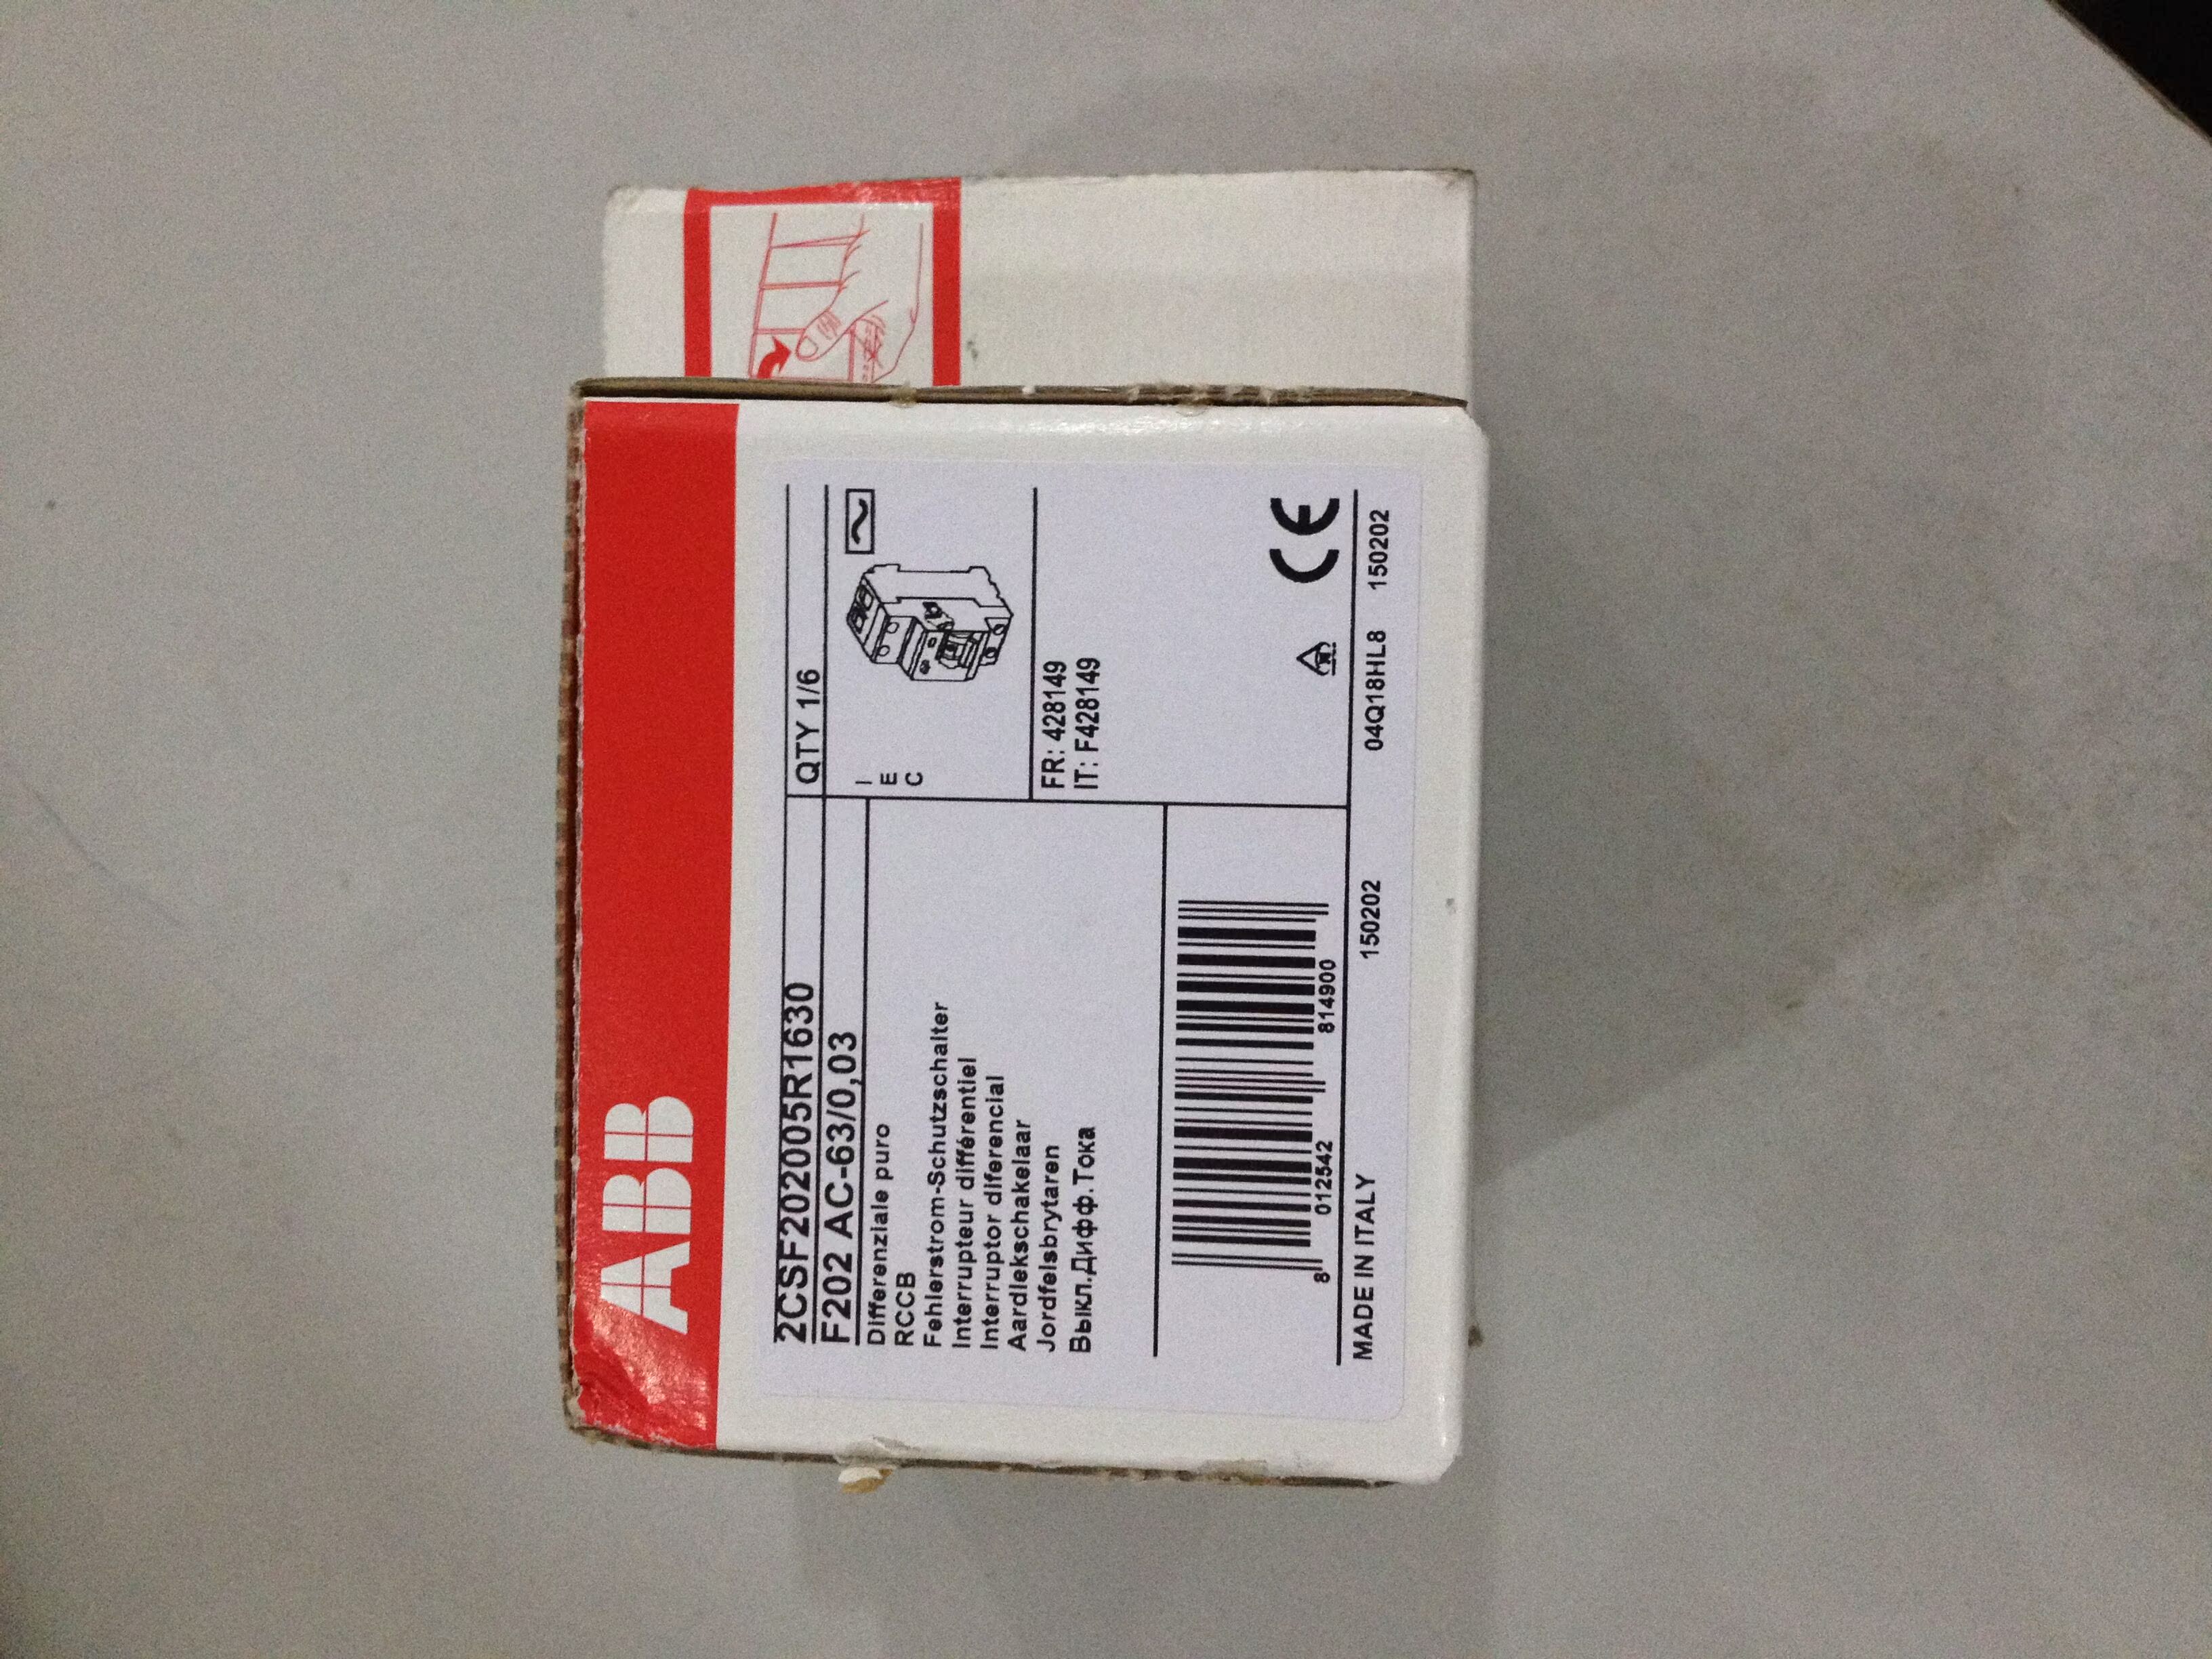 ABB
2CSF202005R1630 QTY 1/6
F202 AC-63/0,03
Differenziale puro
RCCB
Fehlerstrom-Schutzschalter
Interrupteur différentiel
Interruptor diferencial
Aardlekschakelaar
Jordfelsbrytaren
Выкл.Дифф.Тока
I
E
C
FR: 428149
IT: F428149
8 012542 814900
CE
MADE IN ITALY 150202 04Q18HL8 150202